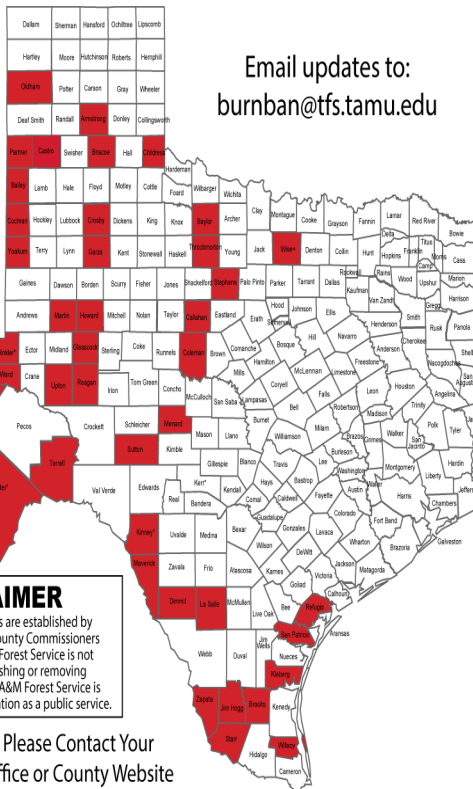 Dallam Sherman Hansford Ochiltree Lipscomb
Email updates to:
burnban@tfs.tamu.edu
Hartley Moore Hutchinson Roberts Hemphill
Oldham Potter Carson Gray Wheeler
Deaf Smith Randall Armstrong Donley Collingsworth
Parmer Castro Swisher Briscoe Hall Childress
Hardeman
Bailey Lamb Hale Floyd Motley Cottle Foard Wilbarger Wichita
Clay Montague Cooke Grayson Fannin Lamar Red River Bowie
Cochran Hockley Lubbock Crosby Dickens King Knox Baylor Archer
Delta Titus Franklin Morris Cass Camp
Yoakum Terry Lynn Garza Kent Stonewall Haskell Throckmorton Young Jack Wise* Denton Collin Hunt Hopkins
Rockwall Rains Wood Upshur Marion
Gaines Dawson Borden Scurry Fisher Jones Shackelford Stephens Palo Pinto Parker Tarrant Dallas Kaufman Van Zandt Harrison
Gregg Smith
Andrews Martin Howard Mitchell Nolan Taylor Callahan Eastland Erath Hood Somervell Johnson Ellis Henderson Rusk Panola
Hill Navarro Anderson Cherokee
Ector Midland Glasscock Sterling Coke Runnels Coleman Brown Comanche Bosque Freestone
Hamilton McLennan Limestone Nacogdoches
Ward Crane Upton Reagan Irion Tom Green Concho Mills Coryell Falls Leon Houston Angelina
McCulloch San Saba Lampasas Bell Robertson Madison Trinity
Pecos Crockett Schleicher Menard Burnet Milam Brazos Grimes Walker San Jacinto Polk Tyler
Mason Llano Williamson Burleson
Terrell Sutton Kimble Gillespie Blanco Travis Lee Washington Montgomery Liberty Hardin
Val Verde Edwards Kerr* Kendall Hays Bastrop Austin Waller Harris Chambers
Real Bandera Comal Caldwell Fayette Colorado Fort Bend
Guadalupe Gonzales Lavaca Wharton Brazoria Galveston
Kinney* Uvalde Medina Bexar Wilson DeWitt Jackson Matagorda
Maverick Zavala Frio Atascosa Karnes Victoria
Goliad Calhoun
Dimmit La Salle McMullen Live Oak Bee Refugio
San Patricio Aransas
Webb Duval Jim Wells Nueces
Kleberg
Zapata Jim Hogg Brooks Kenedy
Starr Hidalgo Willacy
Cameron
AIMER
s are established by
ounty Commissioners
Forest Service is not
shing or removing
A&M Forest Service is
tion as a public service.
Please Contact Your
ffice or County Website